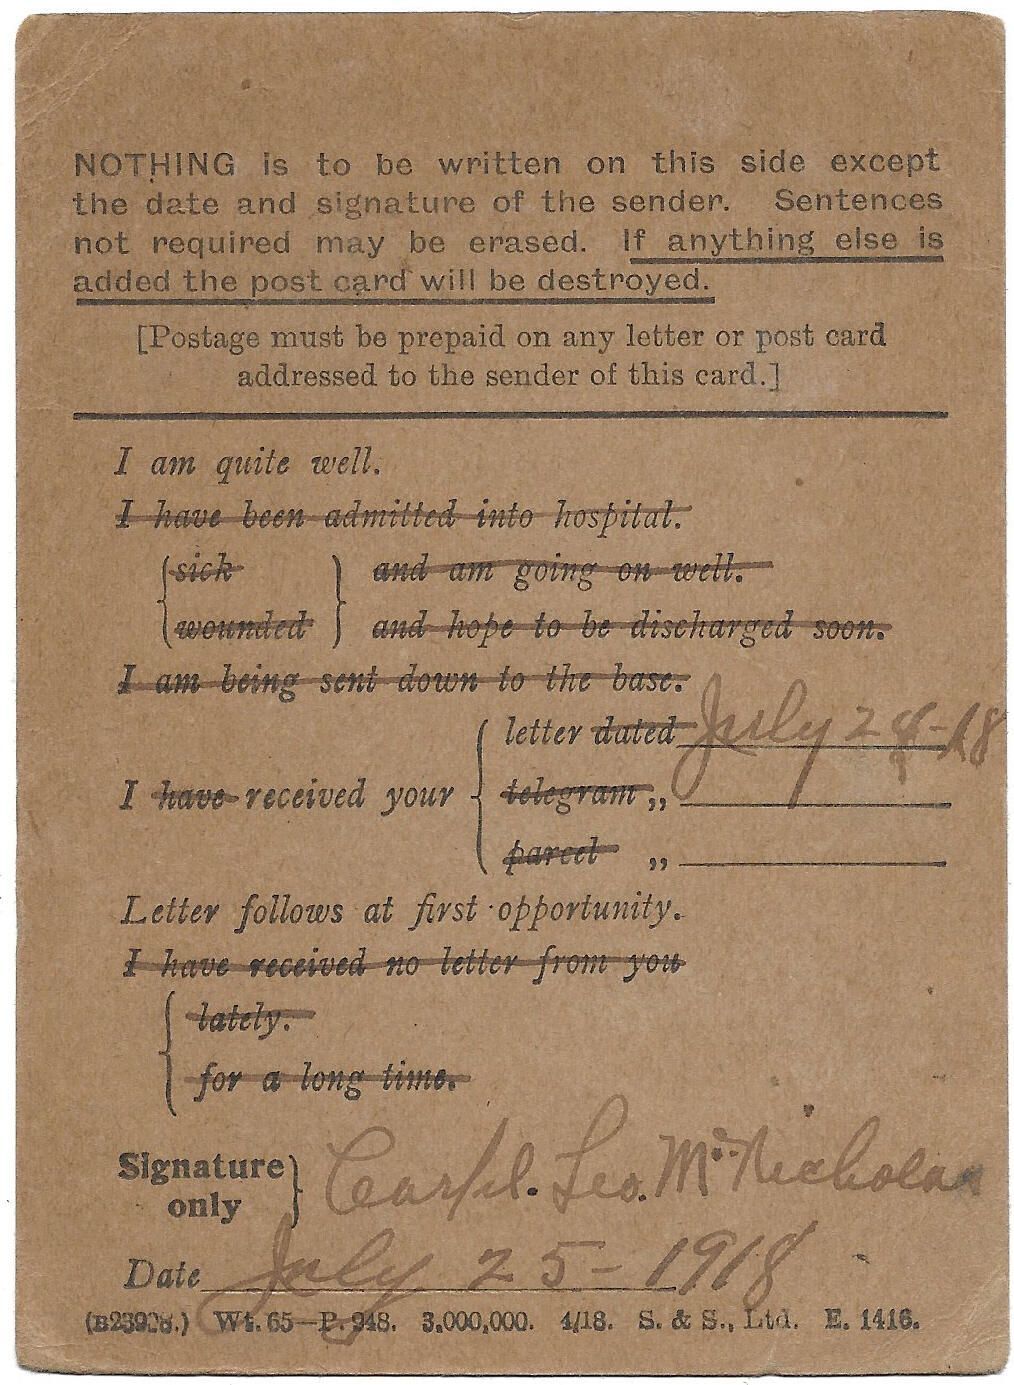 NOTHING is to be written on this side except
the date and signature of the sender. Sentences
not required may be erased. If anything else is
added the post card will be destroyed.
[Postage must be prepaid on any letter or post card
addressed to the sender of this card.]
I am quite well.
I have been admitted into hospital.
sick and am going on well.
wounded and hope to be discharged soon.
I am being sent down to the base.
letter dated July 24-18
I have received your telegram „
parcel „
Letter follows at first opportunity.
I have received no letter from you
lately.
for a long time.
Signature only Corpl. Leo. McNicholas
Date July 25-1918
(B23928.) Wt. 65—P. 948. 3,000,000. 4/18. S. & S., Ltd. E. 1416.